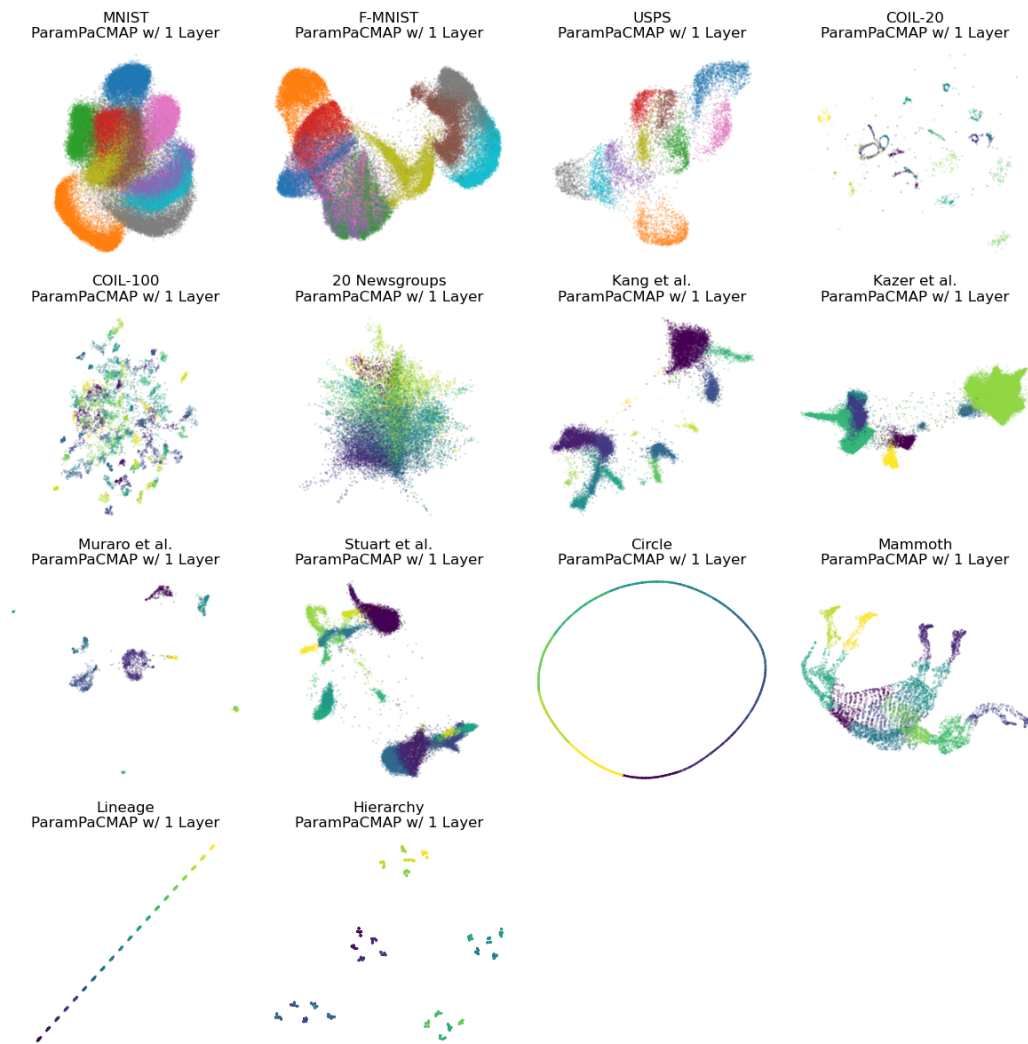 MNIST
ParamPaCMAP w/ 1 Layer
F-MNIST
ParamPaCMAP w/ 1 Layer
USPS
ParamPaCMAP w/ 1 Layer
COIL-20
ParamPaCMAP w/ 1 Layer
COIL-100
ParamPaCMAP w/ 1 Layer
20 Newsgroups
ParamPaCMAP w/ 1 Layer
Kang et al.
ParamPaCMAP w/ 1 Layer
Kazer et al.
ParamPaCMAP w/ 1 Layer
Muraro et al.
ParamPaCMAP w/ 1 Layer
Stuart et al.
ParamPaCMAP w/ 1 Layer
Circle
ParamPaCMAP w/ 1 Layer
Mammoth
ParamPaCMAP w/ 1 Layer
Lineage
ParamPaCMAP w/ 1 Layer
Hierarchy
ParamPaCMAP w/ 1 Layer